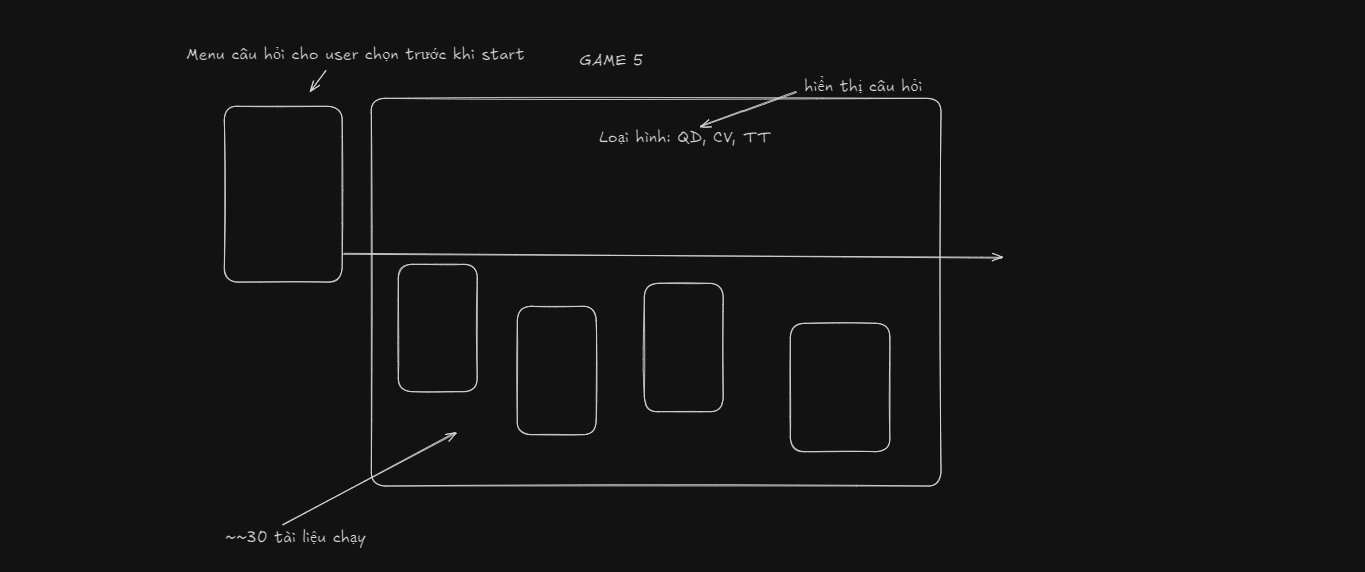 Menu câu hỏi cho user chọn trước khi start
GAME 5
hiển thị câu hỏi
Loại hình: QD, CV, TT
~~30 tài liệu chạy